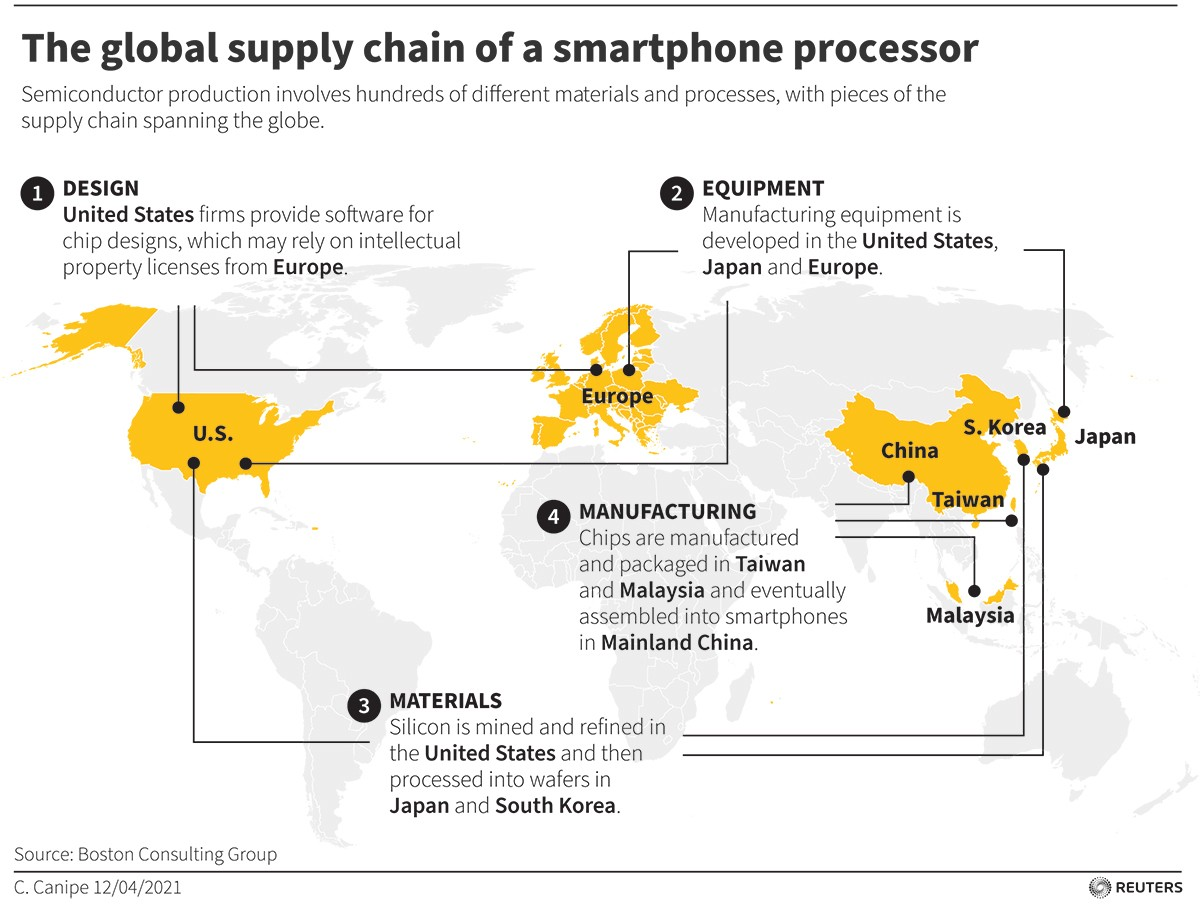 The global supply chain of a smartphone processor
Semiconductor production involves hundreds of different materials and processes, with pieces of the
supply chain spanning the globe.
1 DESIGN
United States firms provide software for
chip designs, which may rely on intellectual
property licenses from Europe.
2 EQUIPMENT
Manufacturing equipment is
developed in the United States,
Japan and Europe.
Europe
U.S.
S. Korea
Japan
China
Taiwan
4 MANUFACTURING
Chips are manufactured
and packaged in Taiwan
and Malaysia and eventually
assembled into smartphones
in Mainland China.
Malaysia
3 MATERIALS
Silicon is mined and refined in
the United States and then
processed into wafers in
Japan and South Korea.
Source: Boston Consulting Group
C. Canipe 12/04/2021
REUTERS